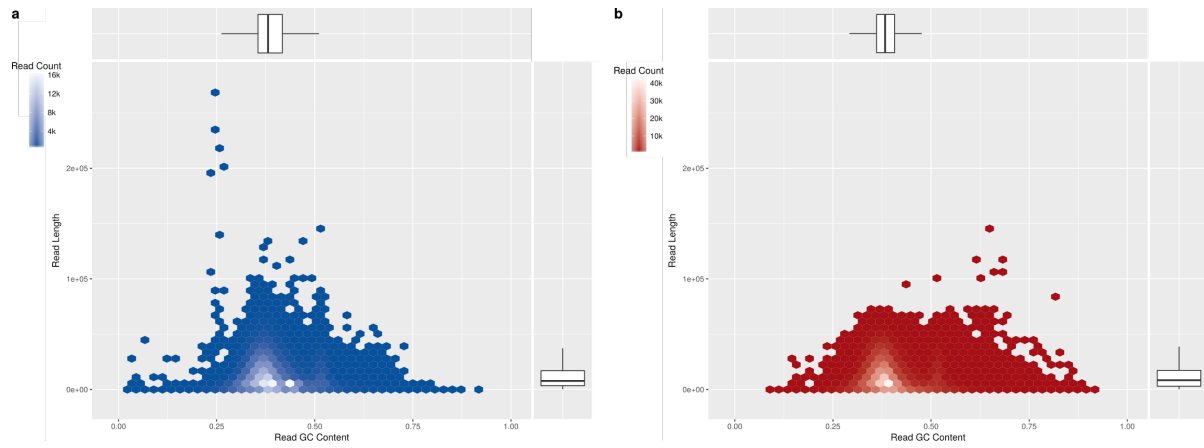 a
Read Count
16k
12k
8k
4k
Read Length
2e+05
1e+05
0e+00
0.00 0.25 0.50 0.75 1.00
Read GC Content
b
Read Count
40k
30k
20k
10k
Read Length
2e+05
1e+05
0e+00
0.00 0.25 0.50 0.75 1.00
Read GC Content